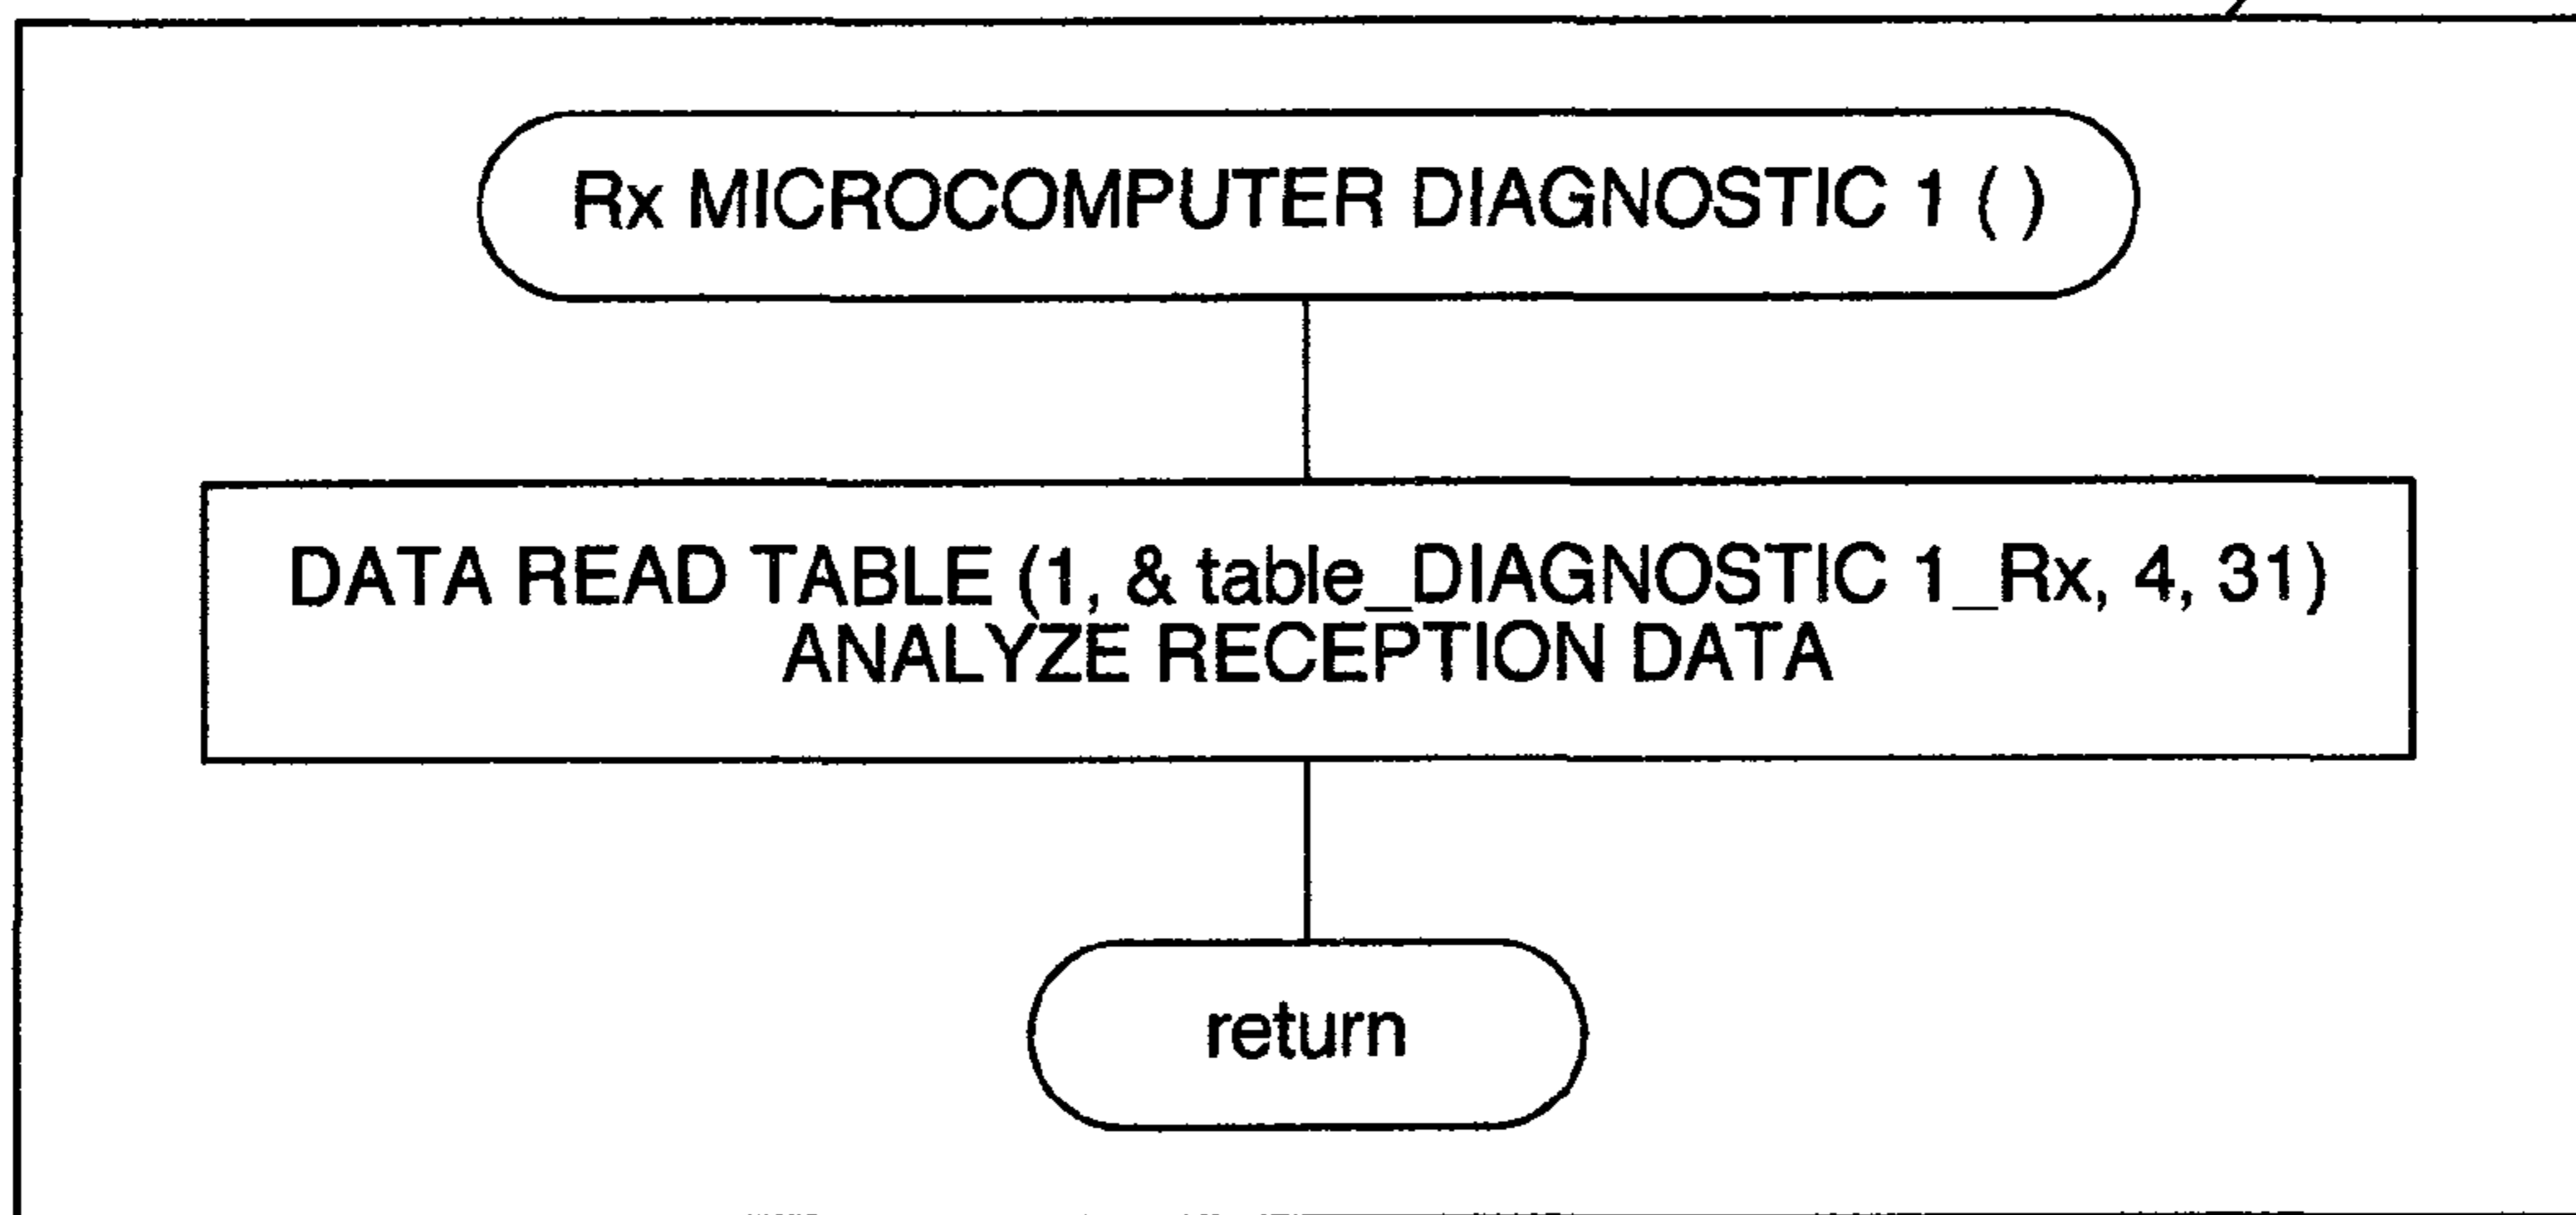 Rx MICROCOMPUTER DIAGNOSTIC 1 ( )
DATA READ TABLE (1, & table_DIAGNOSTIC 1_Rx, 4, 31)
ANALYZE RECEPTION DATA
return